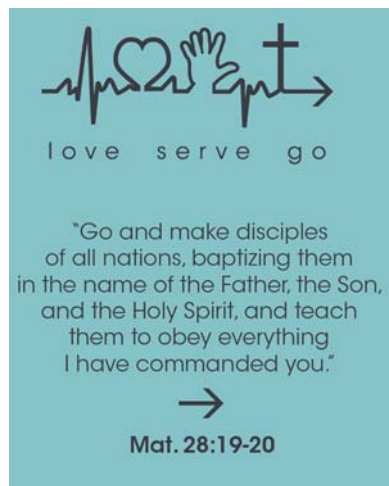 love serve go
"Go and make disciples
of all nations, baptizing them
in the name of the Father, the Son,
and the Holy Spirit, and teach
them to obey everything
I have commanded you."
Mat. 28:19-20